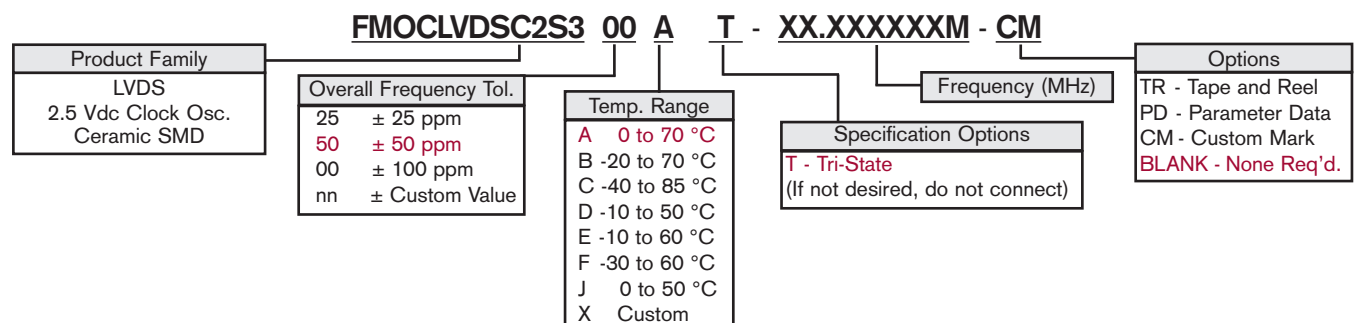 FMOCLVDSC2S3 00 A T - XX.XXXXXXM - CM
Product Family
LVDS
2.5 Vdc Clock Osc.
Ceramic SMD
Overall Frequency Tol.
25 ± 25 ppm
50 ± 50 ppm
00 ± 100 ppm
nn ± Custom Value
Temp. Range
A 0 to 70 °C
B -20 to 70 °C
C -40 to 85 °C
D -10 to 50 °C
E -10 to 60 °C
F -30 to 60 °C
J 0 to 50 °C
X Custom
Specification Options
T - Tri-State
(If not desired, do not connect)
Frequency (MHz)
Options
TR - Tape and Reel
PD - Parameter Data
CM - Custom Mark
BLANK - None Req'd.